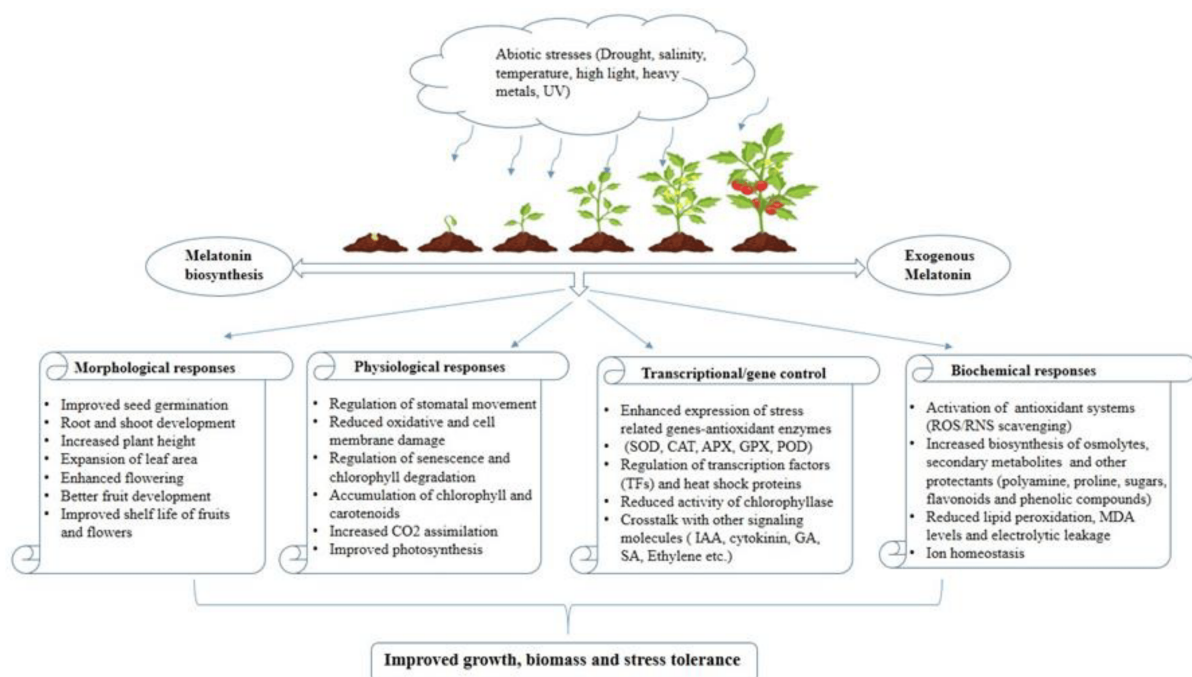 Abiotic stresses (Drought, salinity,
temperature, high light, heavy
metals, UV)
Melatonin
biosynthesis
Exogenous
Melatonin
Morphological responses
• Improved seed germination
• Root and shoot development
• Increased plant height
• Expansion of leaf area
• Enhanced flowering
• Better fruit development
• Improved shelf life of fruits
and flowers
Physiological responses
• Regulation of stomatal movement
• Reduced oxidative and cell
membrane damage
• Regulation of senescence and
chlorophyll degradation
• Accumulation of chlorophyll and
carotenoids
• Increased CO2 assimilation
• Improved photosynthesis
Transcriptional/gene control
• Enhanced expression of stress
related genes-antioxidant enzymes
(SOD, CAT, APX, GPX, POD)
• Regulation of transcription factors
(TFs) and heat shock proteins
• Reduced activity of chlorophyllase
• Crosstalk with other signaling
molecules ( IAA, cytokinin, GA,
SA, Ethylene etc.)
Biochemical responses
• Activation of antioxidant systems
(ROS/RNS scavenging)
• Increased biosynthesis of osmolytes,
secondary metabolites and other
protectants (polyamine, proline, sugars,
flavonoids and phenolic compounds)
• Reduced lipid peroxidation, MDA
levels and electrolytic leakage
• Ion homeostasis
Improved growth, biomass and stress tolerance